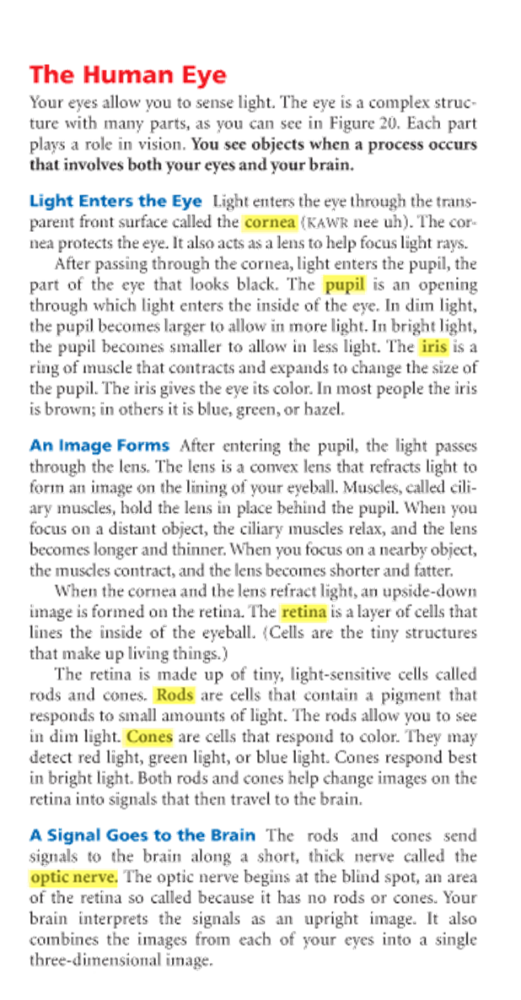 The Human Eye
Your eyes allow you to sense light. The eye is a complex struc-
ture with many parts, as you can see in Figure 20. Each part
plays a role in vision. You see objects when a process occurs
that involves both your eyes and your brain.
Light Enters the Eye Light enters the eye through the trans-
parent front surface called the cornea (KAWR nee uh). The cor-
nea protects the eye. It also acts as a lens to help focus light rays.
After passing through the cornea, light enters the pupil, the
part of the eye that looks black. The pupil is an opening
through which light enters the inside of the eye. In dim light,
the pupil becomes larger to allow in more light. In bright light,
the pupil becomes smaller to allow in less light. The iris is a
ring of muscle that contracts and expands to change the size of
the pupil. The iris gives the eye its color. In most people the iris
is brown; in others it is blue, green, or hazel.
An Image Forms After entering the pupil, the light passes
through the lens. The lens is a convex lens that refracts light to
form an image on the lining of your eyeball. Muscles, called cili-
ary muscles, hold the lens in place behind the pupil. When you
focus on a distant object, the ciliary muscles relax, and the lens
becomes longer and thinner. When you focus on a nearby object,
the muscles contract, and the lens becomes shorter and fatter.
When the cornea and the lens refract light, an upside-down
image is formed on the retina. The retina is a layer of cells that
lines the inside of the eyeball. (Cells are the tiny structures
that make up living things.)
The retina is made up of tiny, light-sensitive cells called
rods and cones. Rods are cells that contain a pigment that
responds to small amounts of light. The rods allow you to see
in dim light. Cones are cells that respond to color. They may
detect red light, green light, or blue light. Cones respond best
in bright light. Both rods and cones help change images on the
retina into signals that then travel to the brain.
A Signal Goes to the Brain The rods and cones send
signals to the brain along a short, thick nerve called the
optic nerve. The optic nerve begins at the blind spot, an area
of the retina so called because it has no rods or cones. Your
brain interprets the signals as an upright image. It also
combines the images from each of your eyes into a single
three-dimensional image.